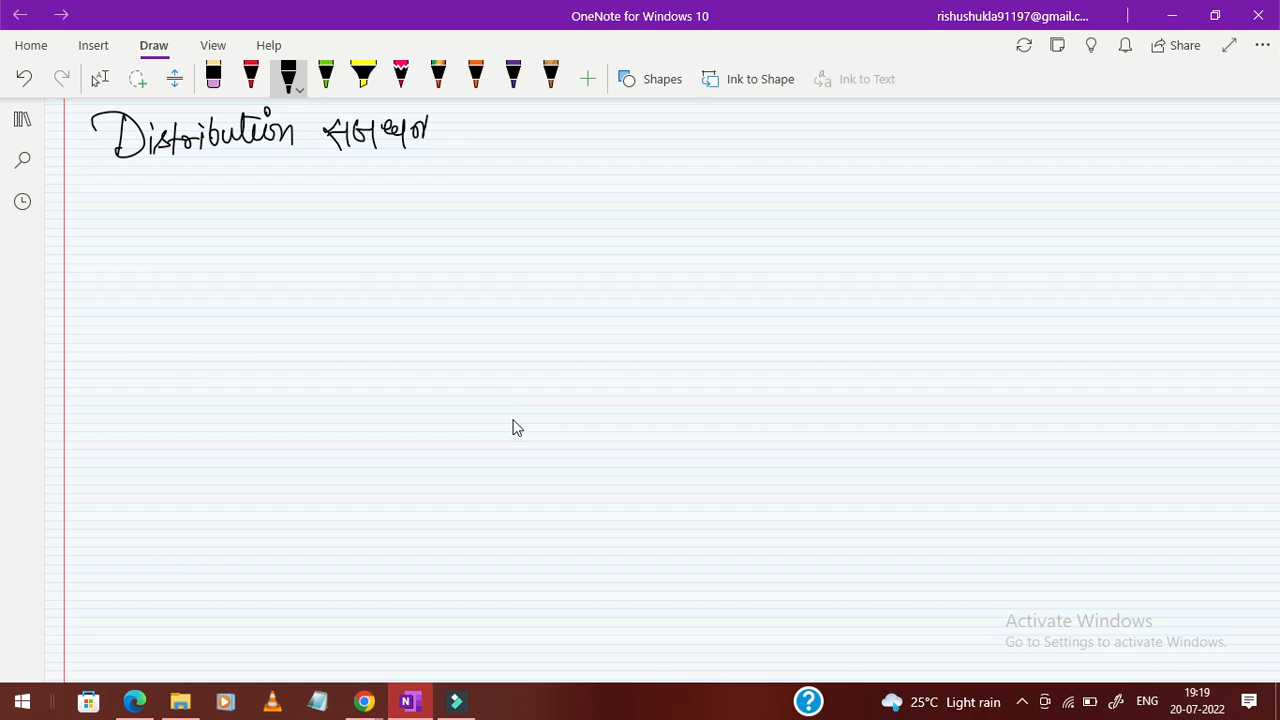 OneNote for Windows 10
rishushukla91197@gmail.c...
Home Insert Draw View Help
Share
Shapes Ink to Shape Ink to Text
Distribution
Activate Windows
Go to Settings to activate Windows.
25°C Light rain
ENG
19:19
20-07-2022